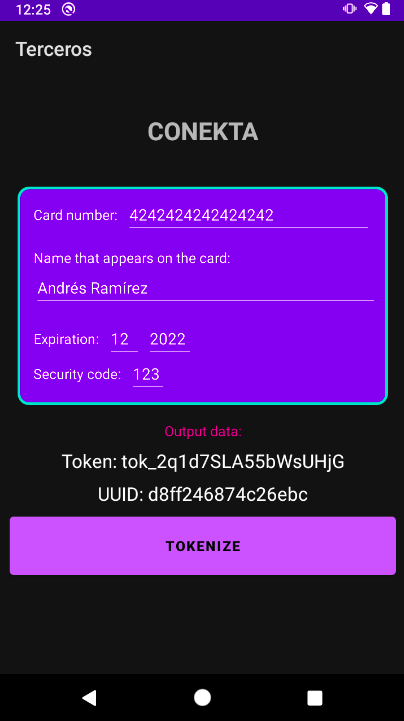 12:25
Terceros
CONEKTA
Card number: 4242424242424242
Name that appears on the card:
Andrés Ramírez
Expiration: 12 2022
Security code: 123
Output data:
Token: tok_2q1d7SLA55bWsUHjG
UUID: d8ff246874c26ebc
TOKENIZE